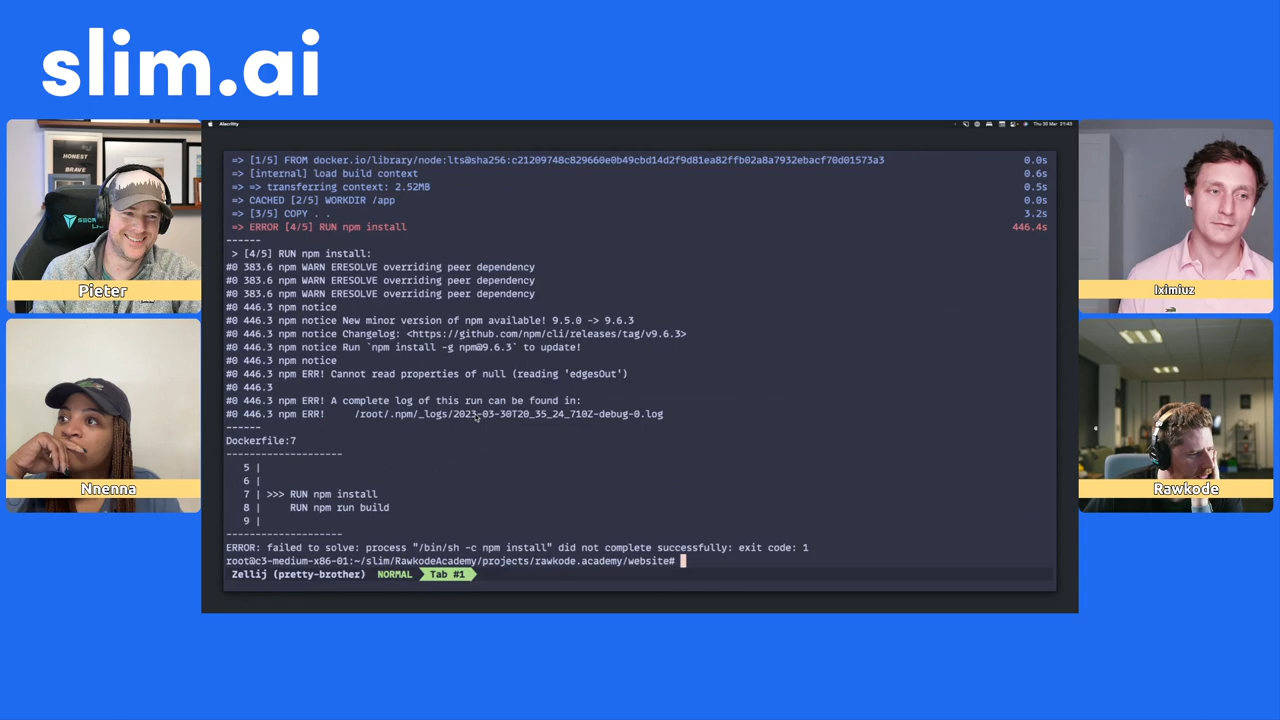 slim.ai
Alacritty
Thu 30 Mar 21:43
HONEST
BRAVE
Pieter
Nnenna
Iximiuz
Rawkode
=> [1/5] FROM docker.io/library/node:lts@sha256:c21209748c829660e0b49cbd14d2f9d81ea82ffb02a8a7932ebacf70d01573a3 0.0s
=> [internal] load build context 0.6s
=> => transferring context: 2.52MB 0.5s
=> CACHED [2/5] WORKDIR /app 0.0s
=> [3/5] COPY . . 3.2s
=> ERROR [4/5] RUN npm install 446.4s
------
> [4/5] RUN npm install:
#0 383.6 npm WARN ERESOLVE overriding peer dependency
#0 383.6 npm WARN ERESOLVE overriding peer dependency
#0 383.6 npm WARN ERESOLVE overriding peer dependency
#0 446.3 npm notice
#0 446.3 npm notice New minor version of npm available! 9.5.0 -> 9.6.3
#0 446.3 npm notice Changelog: <https://github.com/npm/cli/releases/tag/v9.6.3>
#0 446.3 npm notice Run `npm install -g npm@9.6.3` to update!
#0 446.3 npm notice
#0 446.3 npm ERR! Cannot read properties of null (reading 'edgesOut')
#0 446.3
#0 446.3 npm ERR! A complete log of this run can be found in:
#0 446.3 npm ERR!     /root/.npm/_logs/2023-03-30T20_35_24_710Z-debug-0.log
------
Dockerfile:7
--------------------
5 |
6 |
7 | >>> RUN npm install
8 |     RUN npm run build
9 |
--------------------
ERROR: failed to solve: process "/bin/sh -c npm install" did not complete successfully: exit code: 1
root@c3-medium-x86-01:~/slim/RawkodeAcademy/projects/rawkode.academy/website#
Zellij (pretty-brother) NORMAL Tab #1